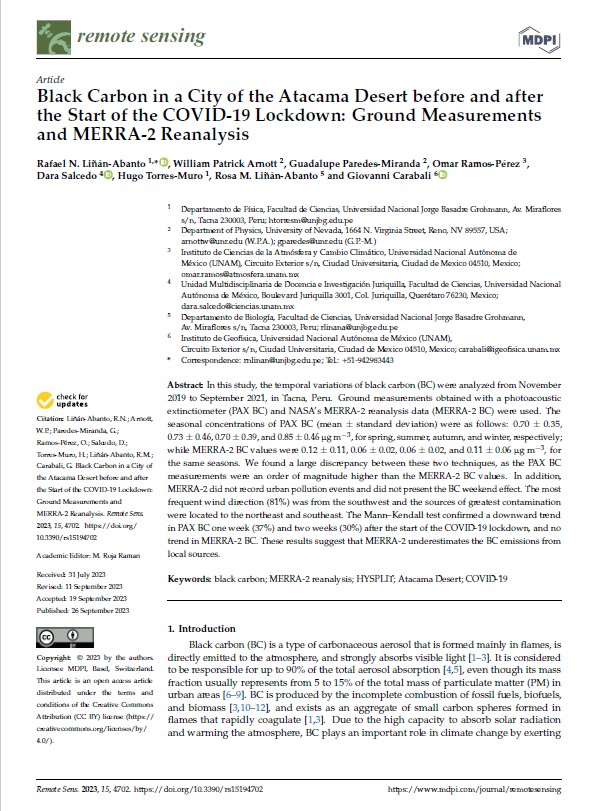 remote sensing
MDPI
Article
Black Carbon in a City of the Atacama Desert before and after
the Start of the COVID-19 Lockdown: Ground Measurements
and MERRA-2 Reanalysis
Rafael N. Liñán-Abanto 1,*, William Patrick Arnott 2, Guadalupe Paredes-Miranda 2, Omar Ramos-Pérez 3,
Dara Salcedo 4, Hugo Torres-Muro 1, Rosa M. Liñán-Abanto 5 and Giovanni Carabali 6
1 Departamento de Física, Facultad de Ciencias, Universidad Nacional Jorge Basadre Grohmann, Av. Miraflores
s/n, Tacna 230003, Peru; htorresm@unjbg.edu.pe
2 Department of Physics, University of Nevada, 1664 N. Virginia Street, Reno, NV 89557, USA;
arnottw@unr.edu (W.P.A.); gparedes@unr.edu (G.P.-M.)
3 Instituto de Ciencias de la Atmósfera y Cambio Climático, Universidad Nacional Autónoma de
México (UNAM), Circuito Exterior s/n, Ciudad Universitaria, Ciudad de Mexico 04510, Mexico;
omar.ramos@atmosfera.unam.mx
4 Unidad Multidisciplinaria de Docencia e Investigación Juriquilla, Facultad de Ciencias, Universidad Nacional
Autónoma de México, Boulevard Juriquilla 3001, Col. Juriquilla, Querétaro 76230, Mexico;
dara.salcedo@ciencias.unam.mx
5 Departamento de Biología, Facultad de Ciencias, Universidad Nacional Jorge Basadre Grohmann,
Av. Miraflores s/n, Tacna 230003, Peru; rlinana@unjbg.edu.pe
6 Instituto de Geofísica, Universidad Nacional Autónoma de México (UNAM),
Circuito Exterior s/n, Ciudad Universitaria, Ciudad de Mexico 04510, Mexico; carabali@igeofisica.unam.mx
* Correspondence: rnlinan@unjbg.edu.pe; Tel.: +51-942983443
Abstract: In this study, the temporal variations of black carbon (BC) were analyzed from November
2019 to September 2021, in Tacna, Peru. Ground measurements obtained with a photoacoustic
extinctiometer (PAX BC) and NASA's MERRA-2 reanalysis data (MERRA-2 BC) were used. The
seasonal concentrations of PAX BC (mean ± standard deviation) were as follows: 0.70 ± 0.35,
0.73 ± 0.46, 0.70 ± 0.39, and 0.85 ± 0.46 μg m−3, for spring, summer, autumn, and winter, respectively;
while MERRA-2 BC values were 0.12 ± 0.11, 0.06 ± 0.02, 0.06 ± 0.02, and 0.11 ± 0.06 μg m−3, for
the same seasons. We found a large discrepancy between these two techniques, as the PAX BC
measurements were an order of magnitude higher than the MERRA-2 BC values. In addition,
MERRA-2 did not record urban pollution events and did not present the BC weekend effect. The
most frequent wind direction (81%) was from the southwest and the sources of greatest contamination
were located to the northeast and southeast. The Mann–Kendall test confirmed a downward trend
in PAX BC one week (37%) and two weeks (30%) after the start of the COVID-19 lockdown, and no
trend in MERRA-2 BC. These results suggest that MERRA-2 underestimates the BC emissions from
local sources.
Keywords: black carbon; MERRA-2 reanalysis; HYSPLIT; Atacama Desert; COVID-19
check for
updates
Citation: Liñán-Abanto, R.N.; Arnott,
W.P.; Paredes-Miranda, G.;
Ramos-Pérez, O.; Salcedo, D.;
Torres-Muro, H.; Liñán-Abanto, R.M.;
Carabali, G. Black Carbon in a City of
the Atacama Desert before and after
the Start of the COVID-19 Lockdown:
Ground Measurements and
MERRA-2 Reanalysis. Remote Sens.
2023, 15, 4702. https://doi.org/
10.3390/rs15194702
Academic Editor: M. Roja Raman
Received: 31 July 2023
Revised: 11 September 2023
Accepted: 19 September 2023
Published: 26 September 2023
cc
BY
Copyright: © 2023 by the authors.
Licensee MDPI, Basel, Switzerland.
This article is an open access article
distributed under the terms and
conditions of the Creative Commons
Attribution (CC BY) license (https://
creativecommons.org/licenses/by/
4.0/).
1. Introduction
Black carbon (BC) is a type of carbonaceous aerosol that is formed mainly in flames, is
directly emitted to the atmosphere, and strongly absorbs visible light [1–3]. It is considered
to be responsible for up to 90% of the total aerosol absorption [4,5], even though its mass
fraction usually represents from 5 to 15% of the total mass of particulate matter (PM) in
urban areas [6–9]. BC is produced by the incomplete combustion of fossil fuels, biofuels,
and biomass [3,10–12], and exists as an aggregate of small carbon spheres formed in
flames that rapidly coagulate [1,3]. Due to the high capacity to absorb solar radiation
and warming the atmosphere, BC plays an important role in climate change by exerting
Remote Sens. 2023, 15, 4702. https://doi.org/10.3390/rs15194702
https://www.mdpi.com/journal/remotesensing